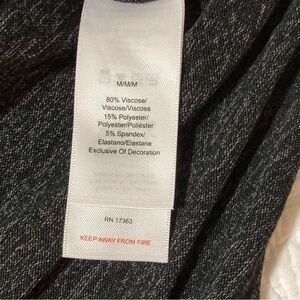 M/M/M
80% Viscose/
Viscose/Viscosa
15% Polyester/
Polyester/Poliéster
5% Spandex/
Elastano/Elastane
Exclusive Of Decoration
RN 17363
KEEP AWAY FROM FIRE